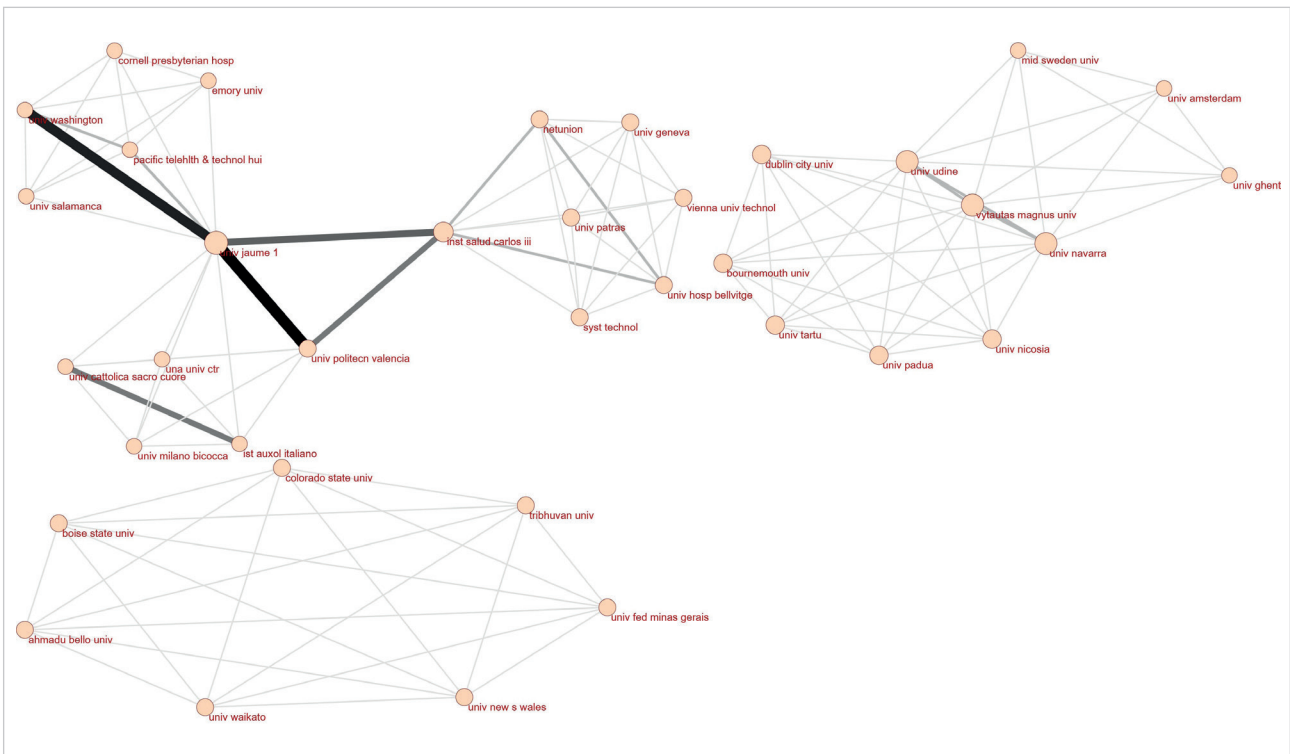 cornell presbyterian hosp
emory univ
washington
pacific telehlth & technol hui
univ salamanca
univ jaume 1
inst salud carlos iii
netunion
univ geneva
vienna univ technol
univ patras
univ hosp bellvitge
syst technol
univ politecn valencia
una univ ctr
univ cattolica sacro cuore
univ milano bicocca
ist auxol italiano
mid sweden univ
univ amsterdam
dublin city univ
univ udine
univ ghent
vytautas magnus univ
univ navarra
bournemouth univ
univ tartu
univ nicosia
univ padua
colorado state univ
tribhuvan univ
boise state univ
univ fed minas gerais
ahmadu bello univ
univ new s wales
univ waikato